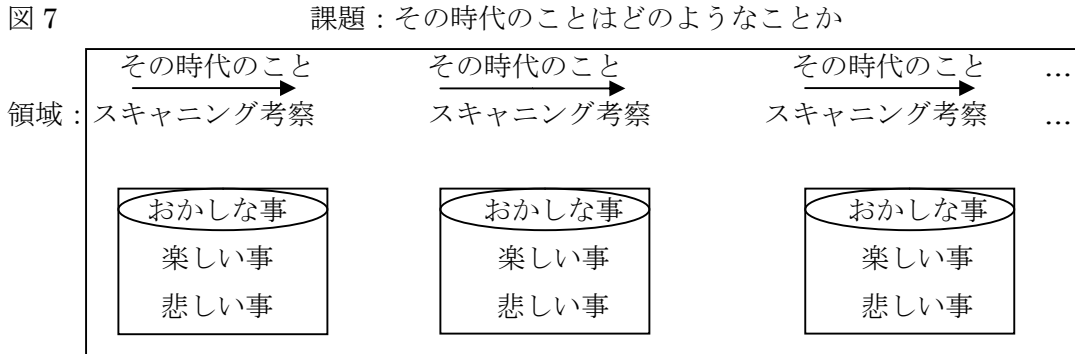 図7 課題：その時代のことはどのようなことか
その時代のこと その時代のこと その時代のこと …
領域：スキャニング考察 スキャニング考察 スキャニング考察 …
おかしな事 おかしな事 おかしな事
楽しい事 楽しい事 楽しい事
悲しい事 悲しい事 悲しい事